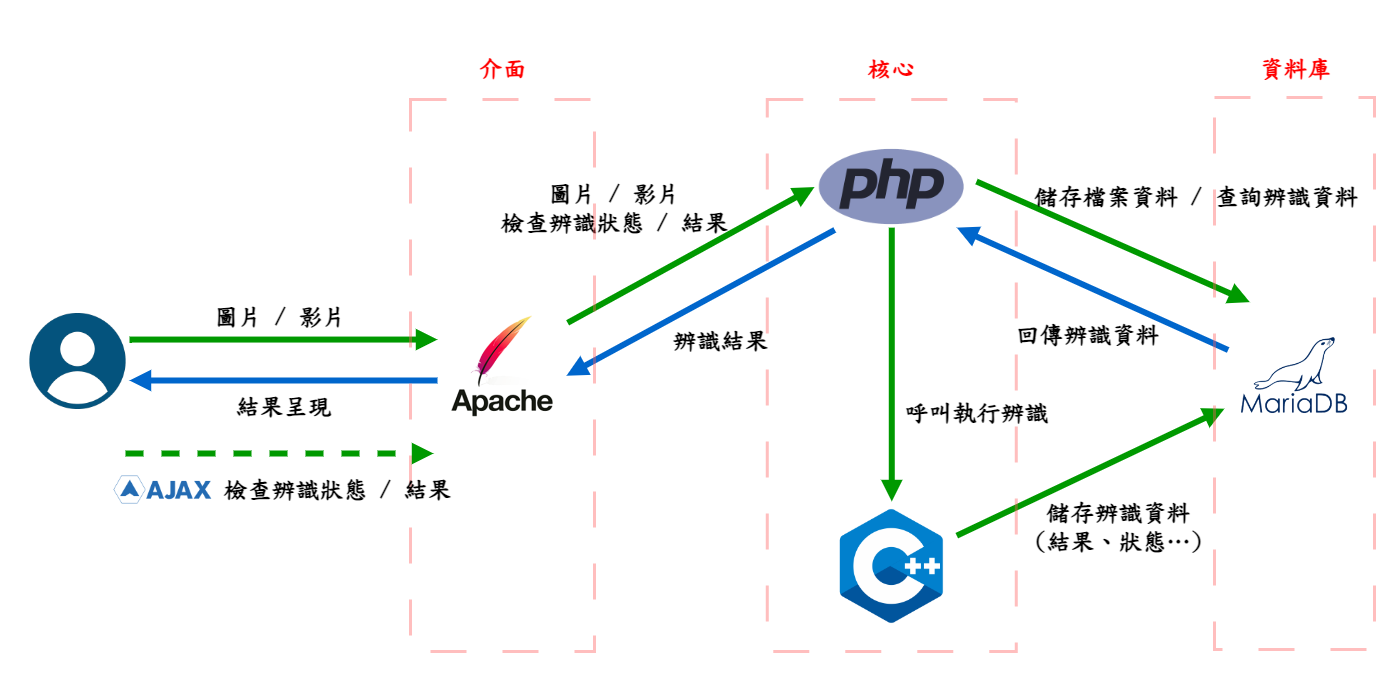 介面
核心
資料庫
php
圖片 / 影片
檢查辨識狀態 / 結果
儲存檔案資料 / 查詢辨識資料
圖片 / 影片
辨識結果
回傳辨識資料
Apache
MariaDB
結果呈現
呼叫執行辨識
AJAX 檢查辨識狀態 / 結果
儲存辨識資料
(結果、狀態…)
C++